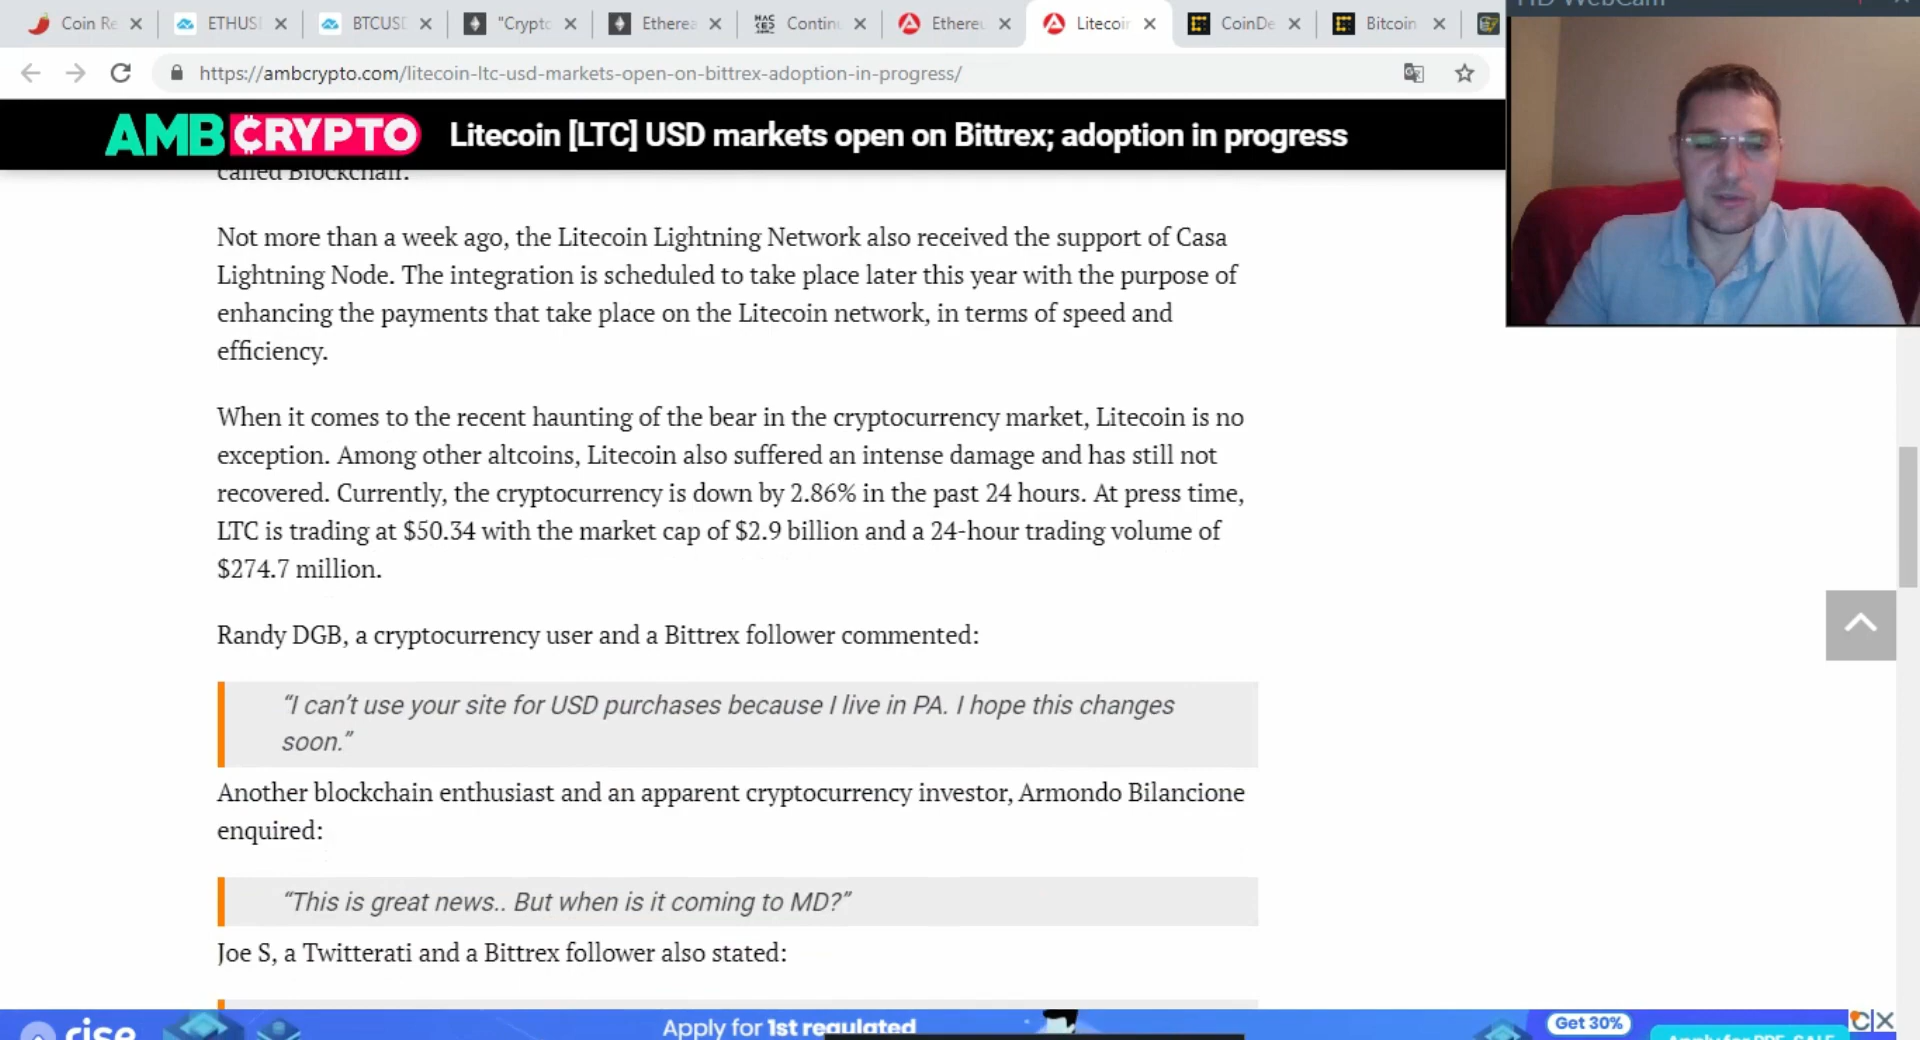 HD WebCam
Coin Re
ETHUS
BTCUSD
"Crypto
Etherea
Continu
Ethereu
Litecoin
CoinDe
Bitcoin
https://ambcrypto.com/litecoin-ltc-usd-markets-open-on-bittrex-adoption-in-progress/
AMBCRYPTO
Litecoin [LTC] USD markets open on Bittrex; adoption in progress
called Blockchair.
Not more than a week ago, the Litecoin Lightning Network also received the support of Casa
Lightning Node. The integration is scheduled to take place later this year with the purpose of
enhancing the payments that take place on the Litecoin network, in terms of speed and
efficiency.
When it comes to the recent haunting of the bear in the cryptocurrency market, Litecoin is no
exception. Among other altcoins, Litecoin also suffered an intense damage and has still not
recovered. Currently, the cryptocurrency is down by 2.86% in the past 24 hours. At press time,
LTC is trading at $50.34 with the market cap of $2.9 billion and a 24-hour trading volume of
$274.7 million.
Randy DGB, a cryptocurrency user and a Bittrex follower commented:
“I can’t use your site for USD purchases because I live in PA. I hope this changes
soon.”
Another blockchain enthusiast and an apparent cryptocurrency investor, Armondo Bilancione
enquired:
“This is great news.. But when is it coming to MD?”
Joe S, a Twitterati and a Bittrex follower also stated:
rise
Apply for 1st regulated
Get 30%
Apply for PRE-SALE